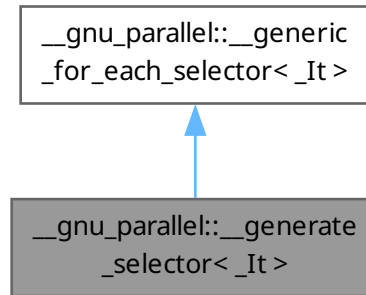 __gnu_parallel::__generic
_for_each_selector< _It >
__gnu_parallel::__generate
_selector< _It >